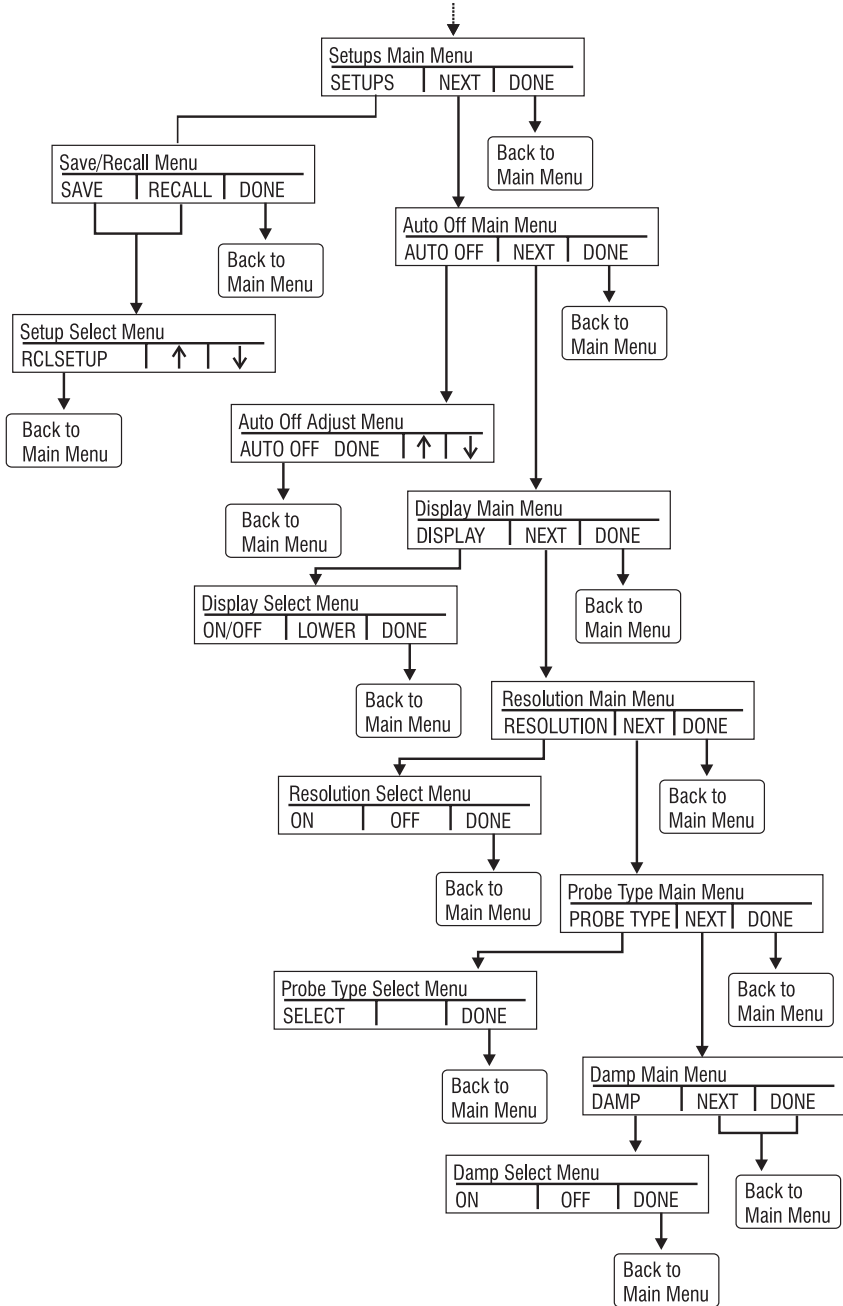 Setups Main Menu
SETUPS NEXT DONE
Back to
Main Menu
Save/Recall Menu
SAVE RECALL DONE
Back to
Main Menu
Auto Off Main Menu
AUTO OFF NEXT DONE
Back to
Main Menu
Setup Select Menu
RCLSETUP ↑ ↓
Back to
Main Menu
Auto Off Adjust Menu
AUTO OFF DONE ↑ ↓
Back to
Main Menu
Display Main Menu
DISPLAY NEXT DONE
Back to
Main Menu
Display Select Menu
ON/OFF LOWER DONE
Back to
Main Menu
Resolution Main Menu
RESOLUTION NEXT DONE
Back to
Main Menu
Resolution Select Menu
ON OFF DONE
Back to
Main Menu
Probe Type Main Menu
PROBE TYPE NEXT DONE
Back to
Main Menu
Probe Type Select Menu
SELECT DONE
Back to
Main Menu
Damp Main Menu
DAMP NEXT DONE
Back to
Main Menu
Damp Select Menu
ON OFF DONE
Back to
Main Menu